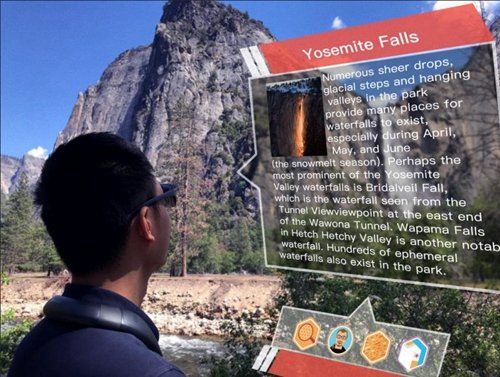 Yosemite Falls
Numerous sheer drops,
glacial steps and hanging
valleys in the park
provide many places for
waterfalls to exist,
especially during April,
May, and June
(the snowmelt season). Perhaps the
most prominent of the Yosemite
Valley waterfalls is Bridalveil Fall,
which is the waterfall seen from the
Tunnel Viewviewpoint at the east end
of the Wawona Tunnel. Wapama Falls
in Hetch Hetchy Valley is another notab
waterfall. Hundreds of ephemeral
waterfalls also exist in the park.